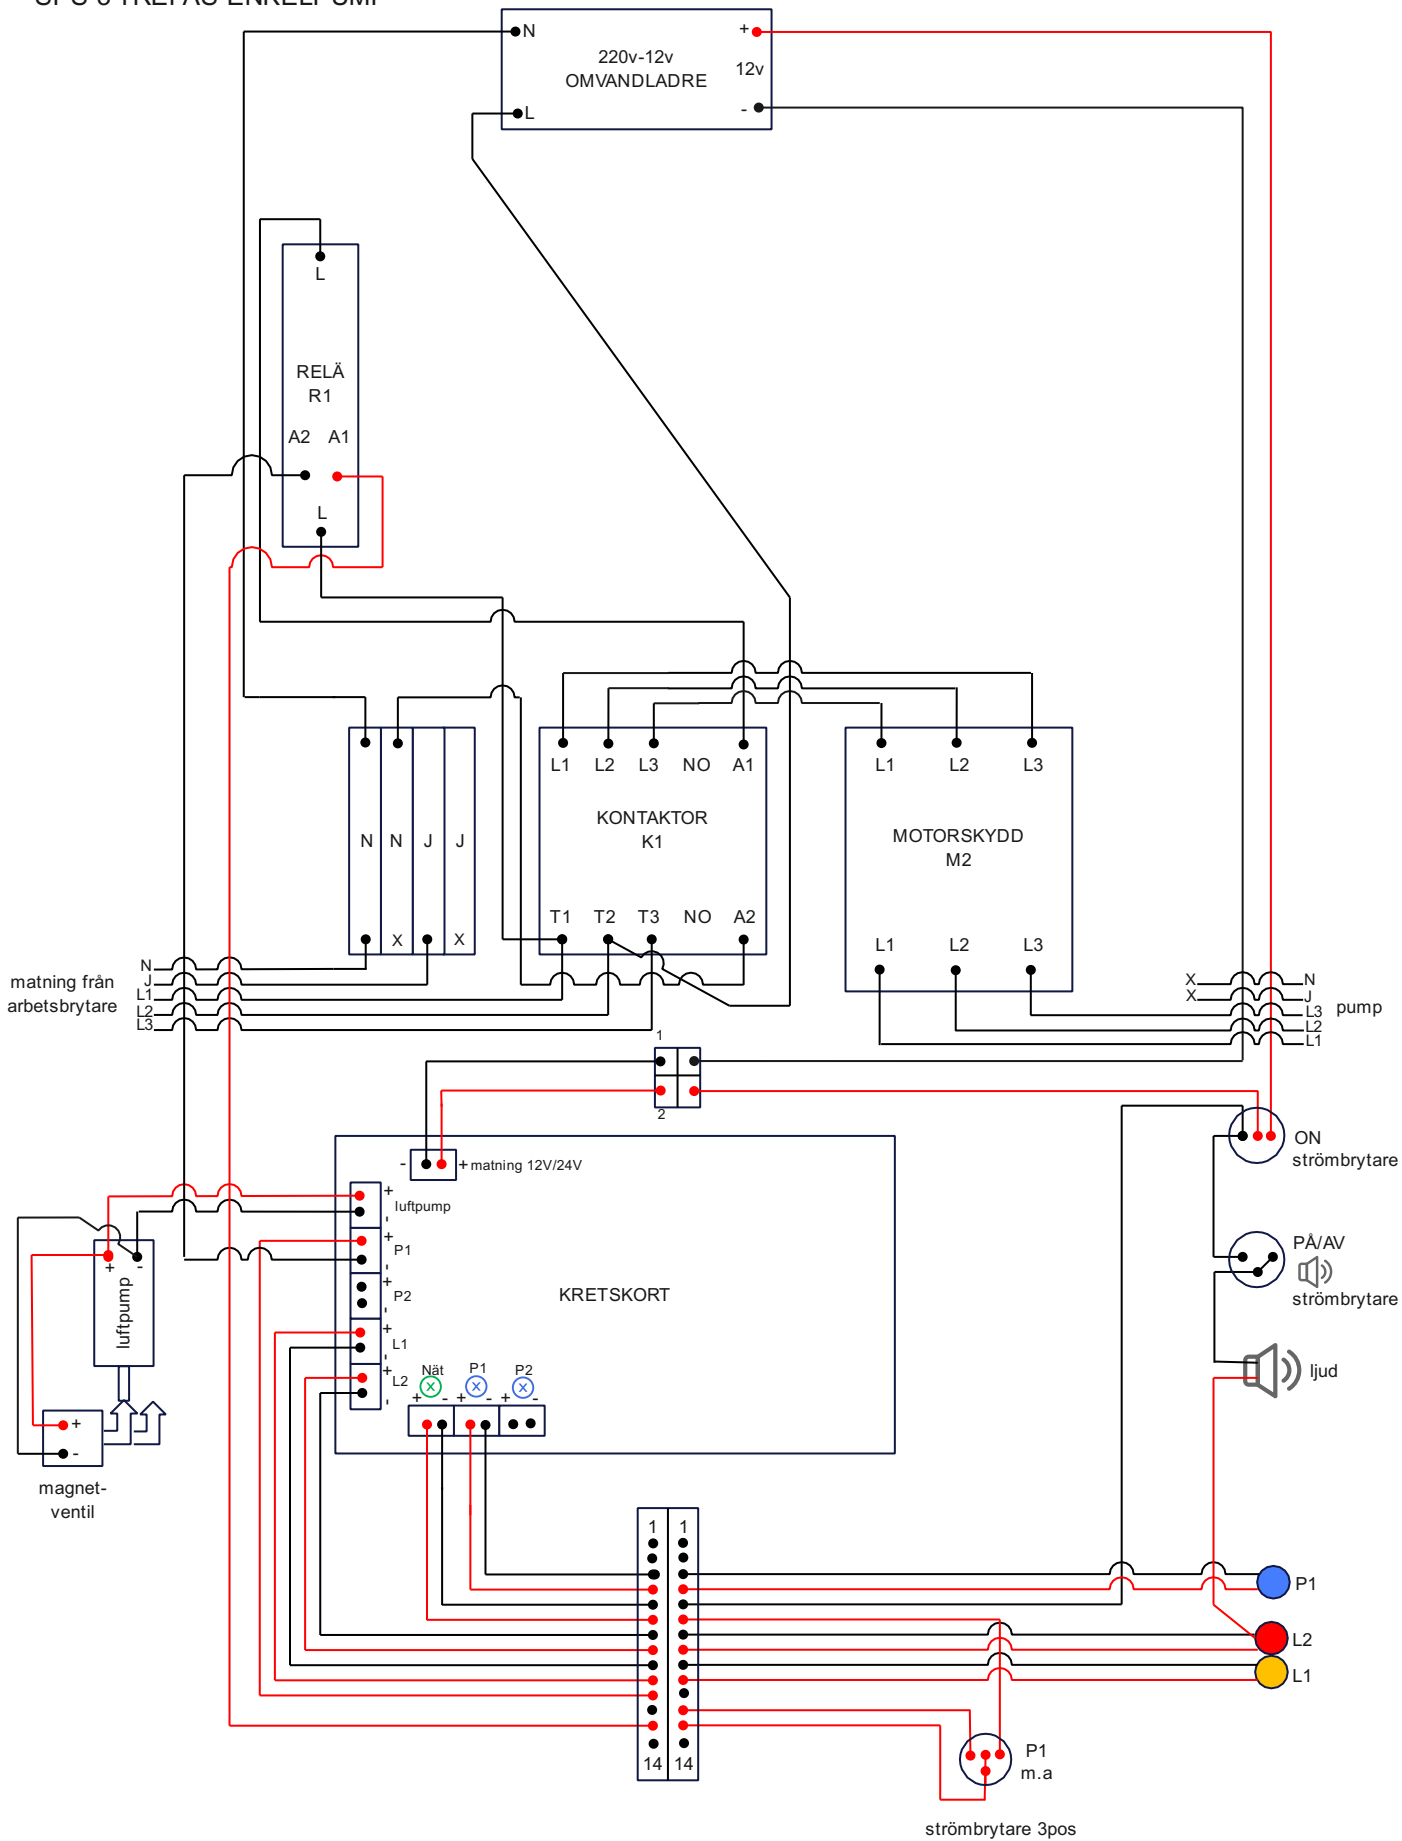 N
220v-12v
OMVANDLADRE
+
12v
L
-
L
RELÄ
R1
A2 A1
L
L1 L2 L3 NO A1
L1 L2 L3
KONTAKTOR
K1
MOTORSKYDD
M2
N N J J
T1 T2 T3 NO A2
X X
L1 L2 L3
matning från
arbetsbrytare
N
J
L1
L2
L3
X N
X J
L3
L2
L1
pump
1
2
ON
strömbrytare
- + matning 12V/24V
+
luftpump
-
+
P1
-
+
P2
-
+
L1
-
+
L2
-
KRETSKORT
PÅ/AV
strömbrytare
+ -
luftpump
ljud
Nät P1 P2
X X X
+ - + - + -
+
-
magnet-
ventil
1 1
14 14
P1
L2
L1
P1
m.a
strömbrytare 3pos